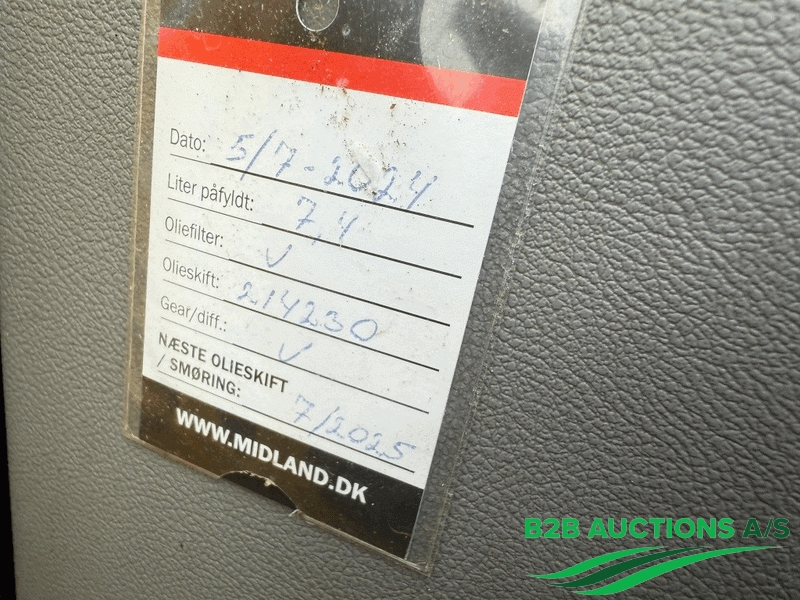 Dato: 5/7-2024
Liter påfyldt: 7,4
Oliefilter: V
Olieskift: 214230
Gear/diff.: V
NÆSTE OLIESKIFT
/ SMØRING: 7/2025
WWW.MIDLAND.DK
B2B AUCTIONS A/S